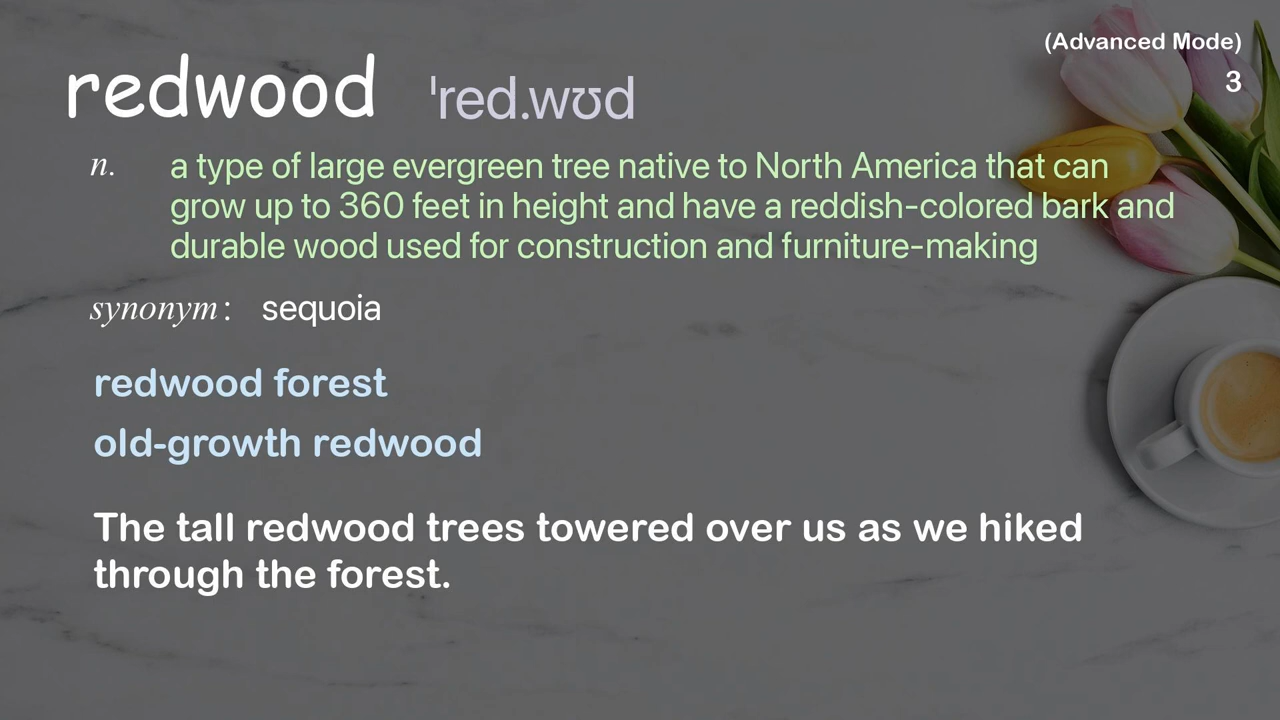 (Advanced Mode)
3
redwood ˈred.wʊd
n. a type of large evergreen tree native to North America that can
grow up to 360 feet in height and have a reddish-colored bark and
durable wood used for construction and furniture-making
synonym: sequoia
redwood forest
old-growth redwood
The tall redwood trees towered over us as we hiked
through the forest.